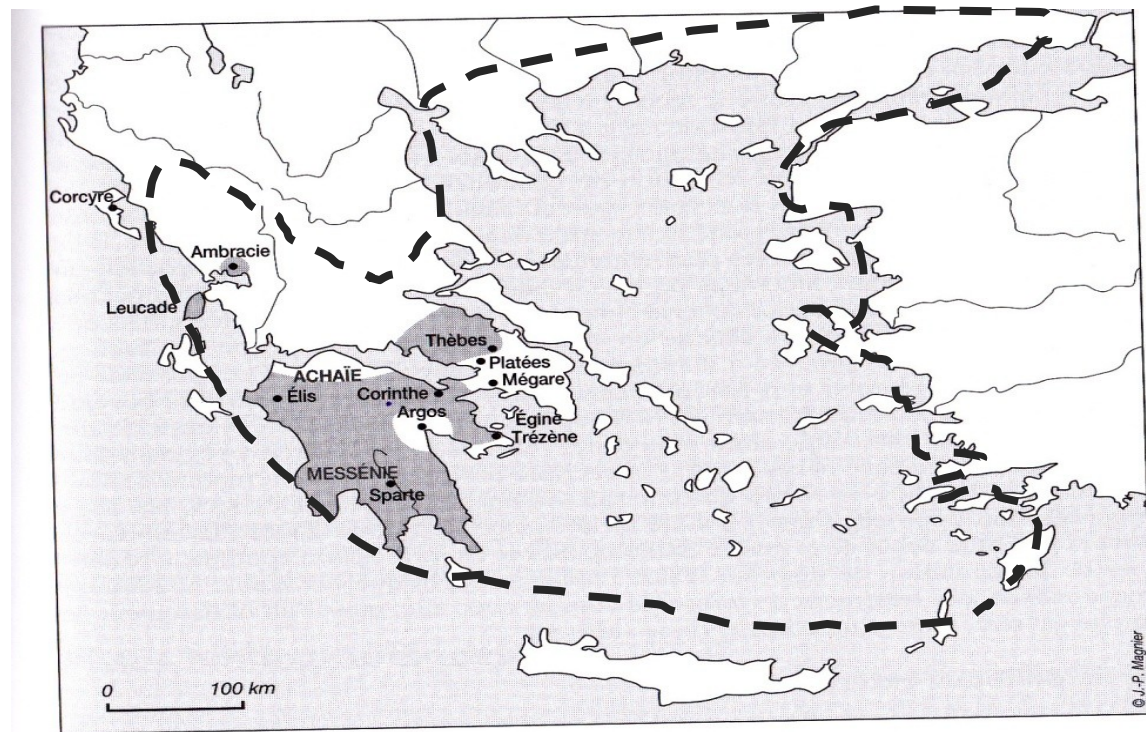 Corcyre
Ambracie
Leucade
Thèbes
Platées
Mégare
ACHAÏE
Élis
Corinthe
Argos
Égine
Trézène
MESSÉNIE
Sparte
0 100 km
© J.-P. Magnier